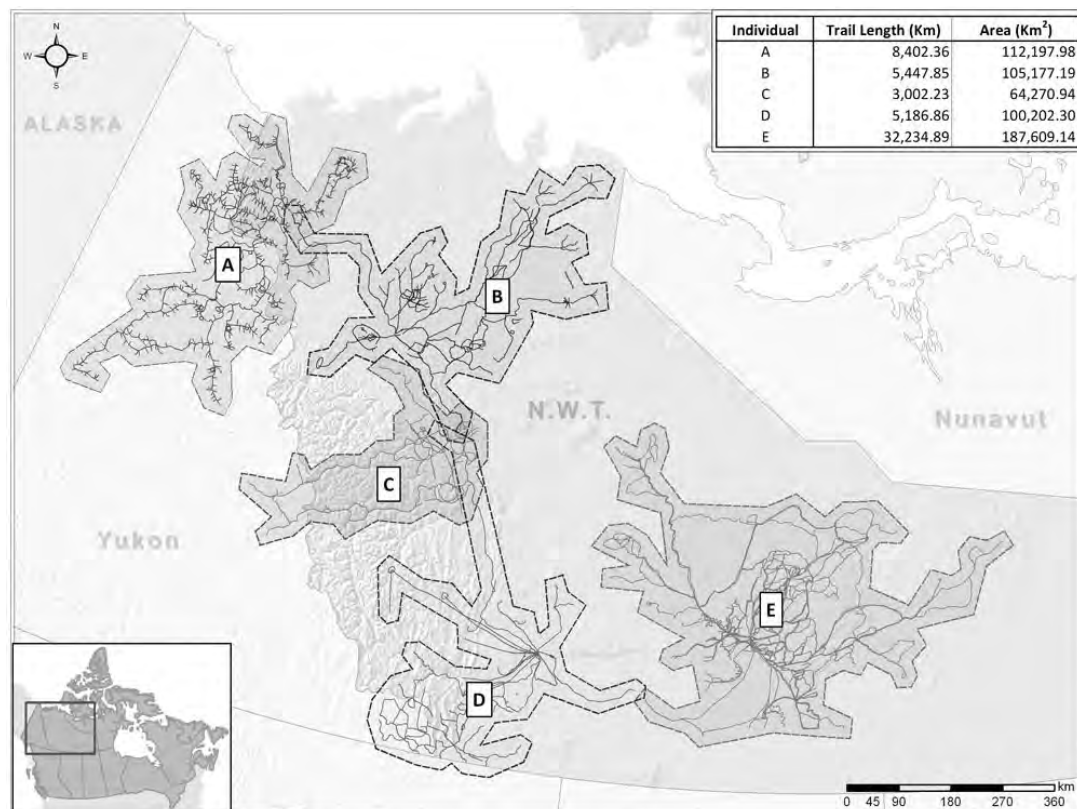 N
W E
S
Individual Trail Length (Km) Area (Km²)
A 8,402.36 112,197.98
B 5,447.85 105,177.19
C 3,002.23 64,270.94
D 5,186.86 100,202.30
E 32,234.89 187,609.14
ALASKA
A
B
N.W.T.
Nunavut
C
Yukon
E
D
km
0 45 90 180 270 360